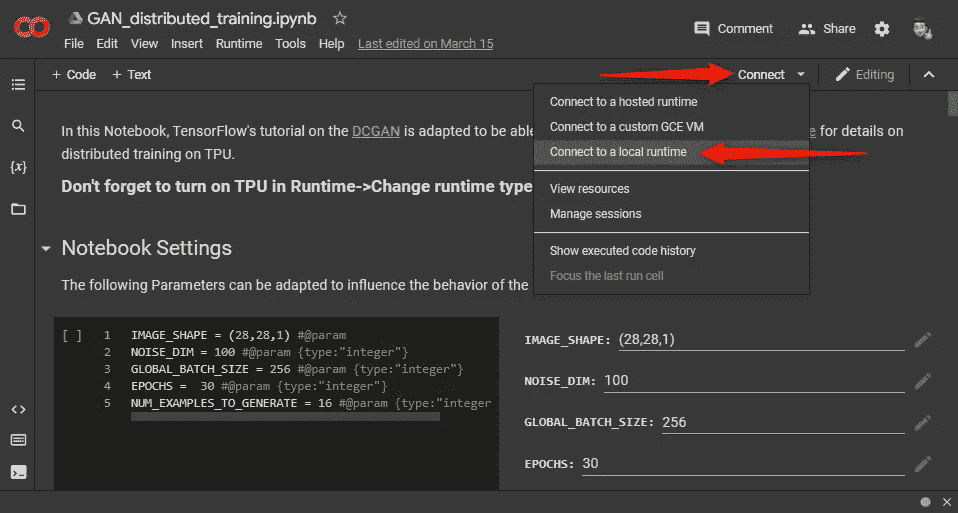 GAN_distributed_training.ipynb
Comment
Share
File Edit View Insert Runtime Tools Help Last edited on March 15
+ Code + Text
Connect
Editing
Connect to a hosted runtime
Connect to a custom GCE VM
Connect to a local runtime
View resources
Manage sessions
Show executed code history
Focus the last run cell
In this Notebook, TensorFlow's tutorial on the DCGAN is adapted to be able for details on
distributed training on TPU.
Don't forget to turn on TPU in Runtime->Change runtime type
{x}
Notebook Settings
The following Parameters can be adapted to influence the behavior of the
[ ] 1 IMAGE_SHAPE = (28,28,1) #@param
2 NOISE_DIM = 100 #@param {type:"integer"}
3 GLOBAL_BATCH_SIZE = 256 #@param {type:"integer"}
4 EPOCHS = 30 #@param {type:"integer"}
5 NUM_EXAMPLES_TO_GENERATE = 16 #@param {type:"integer
IMAGE_SHAPE: (28,28,1)
NOISE_DIM: 100
GLOBAL_BATCH_SIZE: 256
EPOCHS: 30